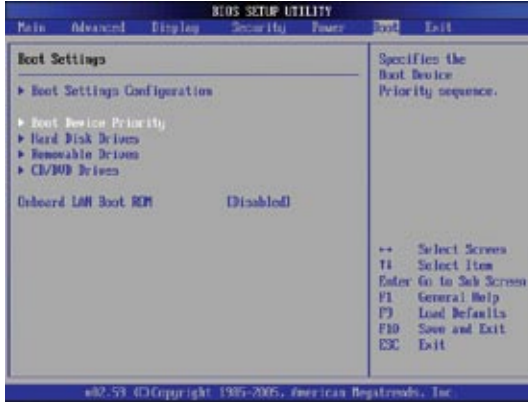 BIOS SETUP UTILITY
Main Advanced Display Security Power Boot Exit
Boot Settings
▶ Boot Settings Configuration
▶ Boot Device Priority
▶ Hard Disk Drives
▶ Removable Drives
▶ CD/DVD Drives
Onboard LAN Boot ROM [Disabled]
Specifies the
Boot Device
Priority sequence.
↔ Select Screen
↑↓ Select Item
Enter Go to Sub Screen
F1 General Help
F9 Load Defaults
F10 Save and Exit
ESC Exit
v02.59 (C)Copyright 1985-2005, American Megatrends, Inc.